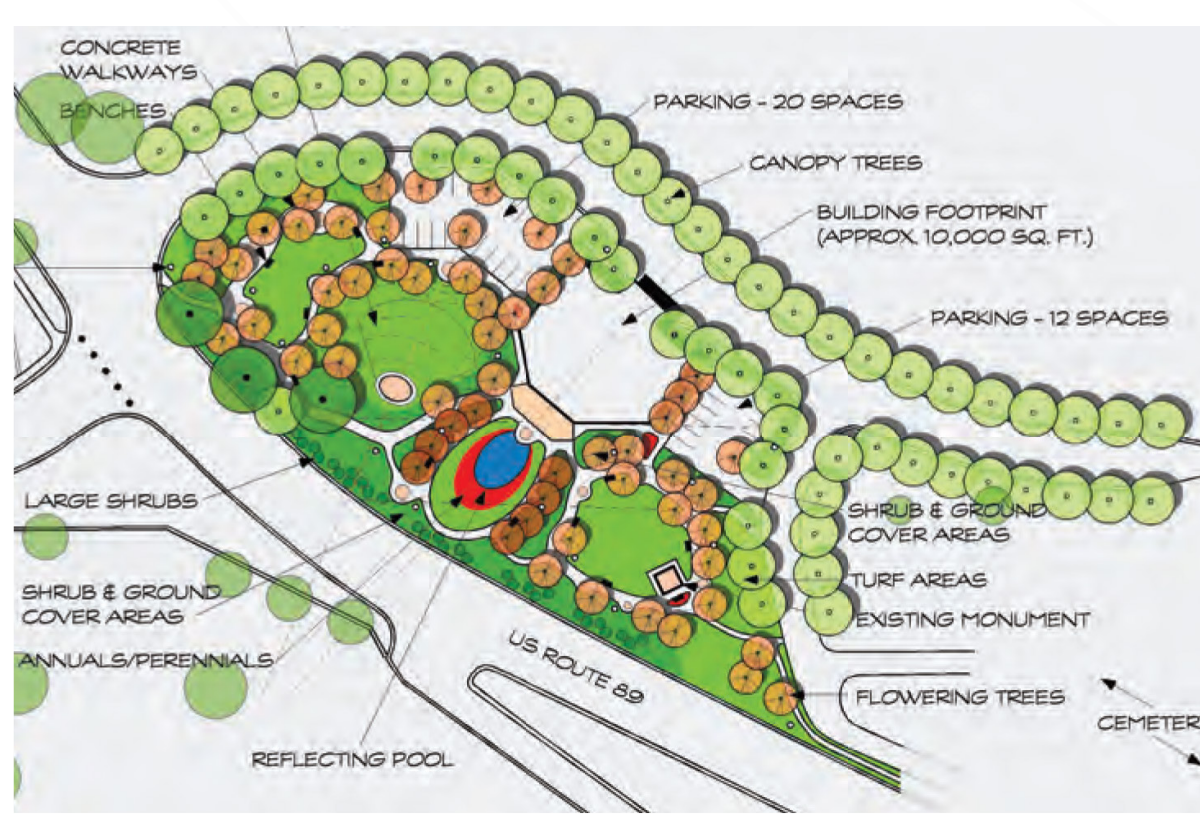 CONCRETE
WALKWAYS
BENCHES
PARKING - 20 SPACES
CANOPY TREES
BUILDING FOOTPRINT
(APPROX. 10,000 SQ. FT.)
PARKING - 12 SPACES
LARGE SHRUBS
SHRUB & GROUND
COVER AREAS
TURF AREAS
SHRUB & GROUND
COVER AREAS
EXISTING MONUMENT
ANNUALS/PERENNIALS
US ROUTE 89
FLOWERING TREES
CEMETER
REFLECTING POOL